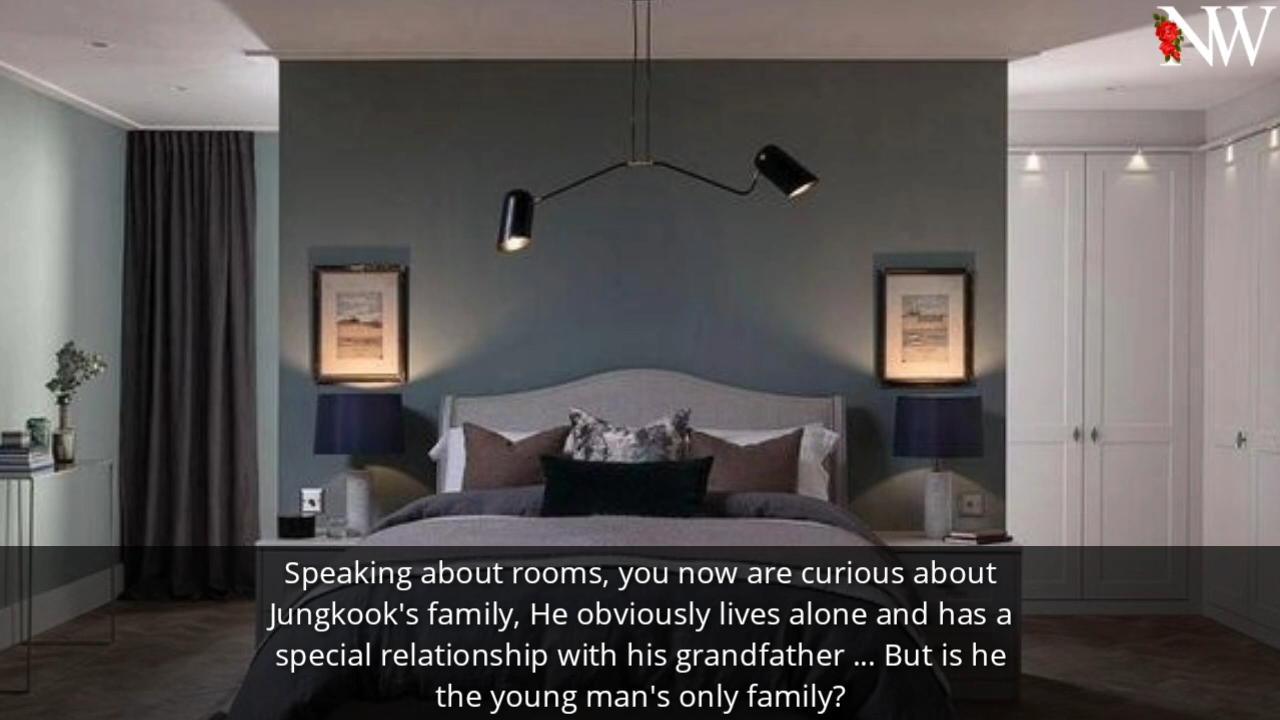 NW
Speaking about rooms, you now are curious about
Jungkook's family, He obviously lives alone and has a
special relationship with his grandfather ... But is he
the young man's only family?